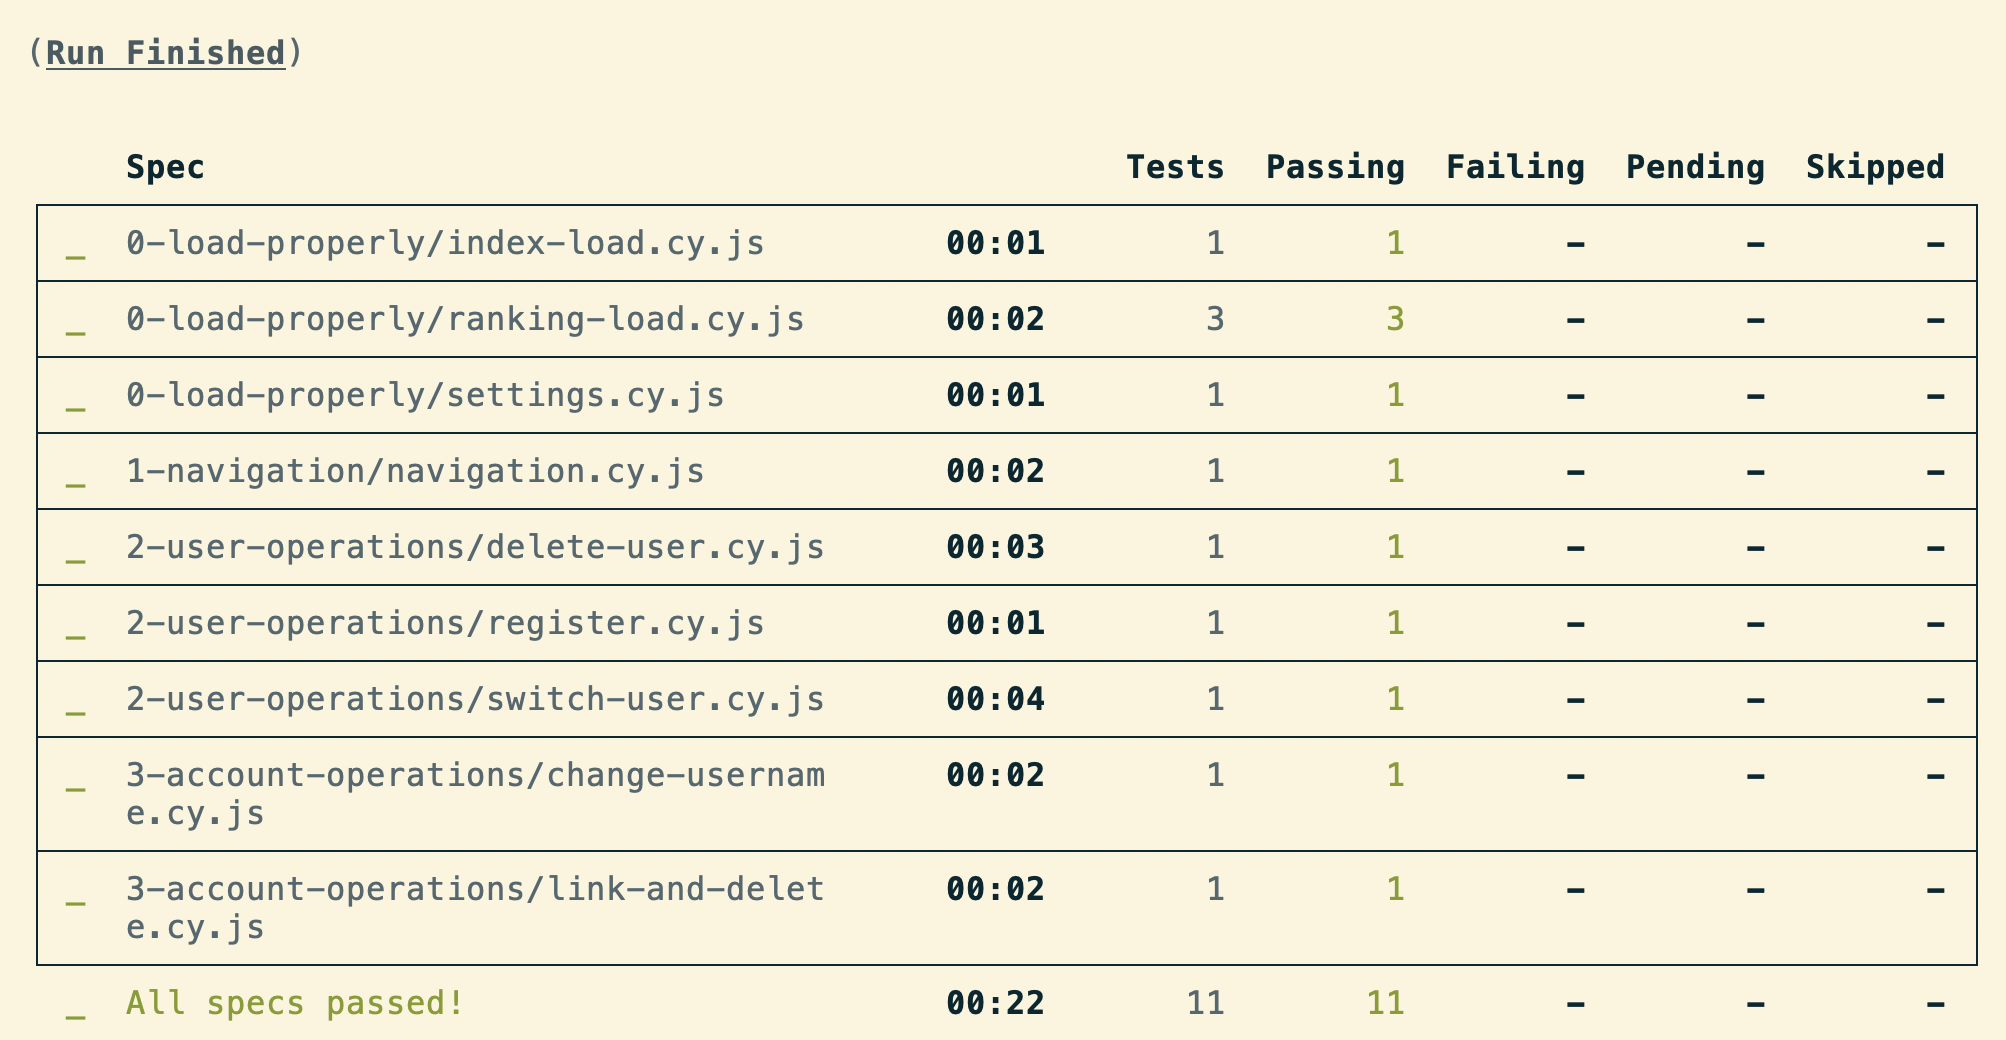 (Run Finished)
Spec Tests Passing Failing Pending Skipped
_ 0-load-properly/index-load.cy.js 00:01 1 1 - - -
_ 0-load-properly/ranking-load.cy.js 00:02 3 3 - - -
_ 0-load-properly/settings.cy.js 00:01 1 1 - - -
_ 1-navigation/navigation.cy.js 00:02 1 1 - - -
_ 2-user-operations/delete-user.cy.js 00:03 1 1 - - -
_ 2-user-operations/register.cy.js 00:01 1 1 - - -
_ 2-user-operations/switch-user.cy.js 00:04 1 1 - - -
_ 3-account-operations/change-usernam 00:02 1 1 - - -
e.cy.js
_ 3-account-operations/link-and-delet 00:02 1 1 - - -
e.cy.js
_ All specs passed! 00:22 11 11 - - -